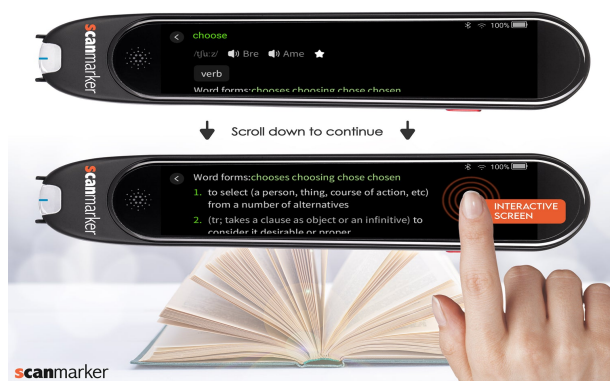 scanmarker
100%
choose
/tʃuːz/ Bre Ame
verb
Word forms:chooses choosing chose chosen
Scroll down to continue
scanmarker
100%
Word forms:chooses choosing chose chosen
1. to select (a person, thing, course of action, etc)
from a number of alternatives
2. (tr; takes a clause as object or an infinitive) to
consider it desirable or proper
INTERACTIVE
SCREEN
scanmarker